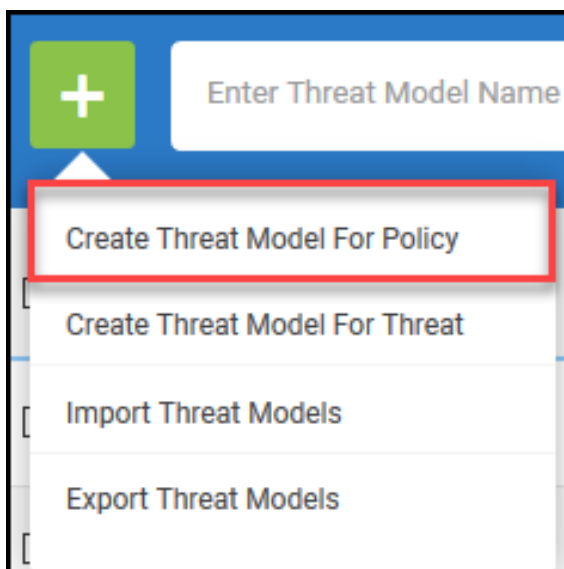 Enter Threat Model Name
Create Threat Model For Policy
Create Threat Model For Threat
Import Threat Models
Export Threat Models